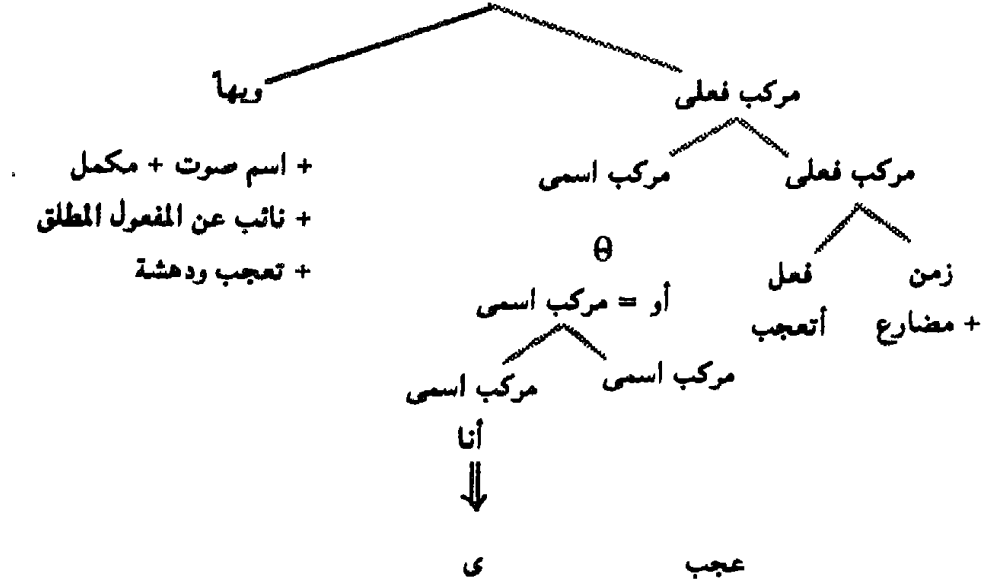 مركب فعلى ويهاً
مركب فعلى مركب اسمى + اسم صوت + مكمل
+ نائب عن المفعول المطلق
θ
زمن فعل + تعجب ودهشة
أو = مركب اسمى
+ مضارع أتعجب
مركب اسمى مركب اسمى
أنا
عجب ى